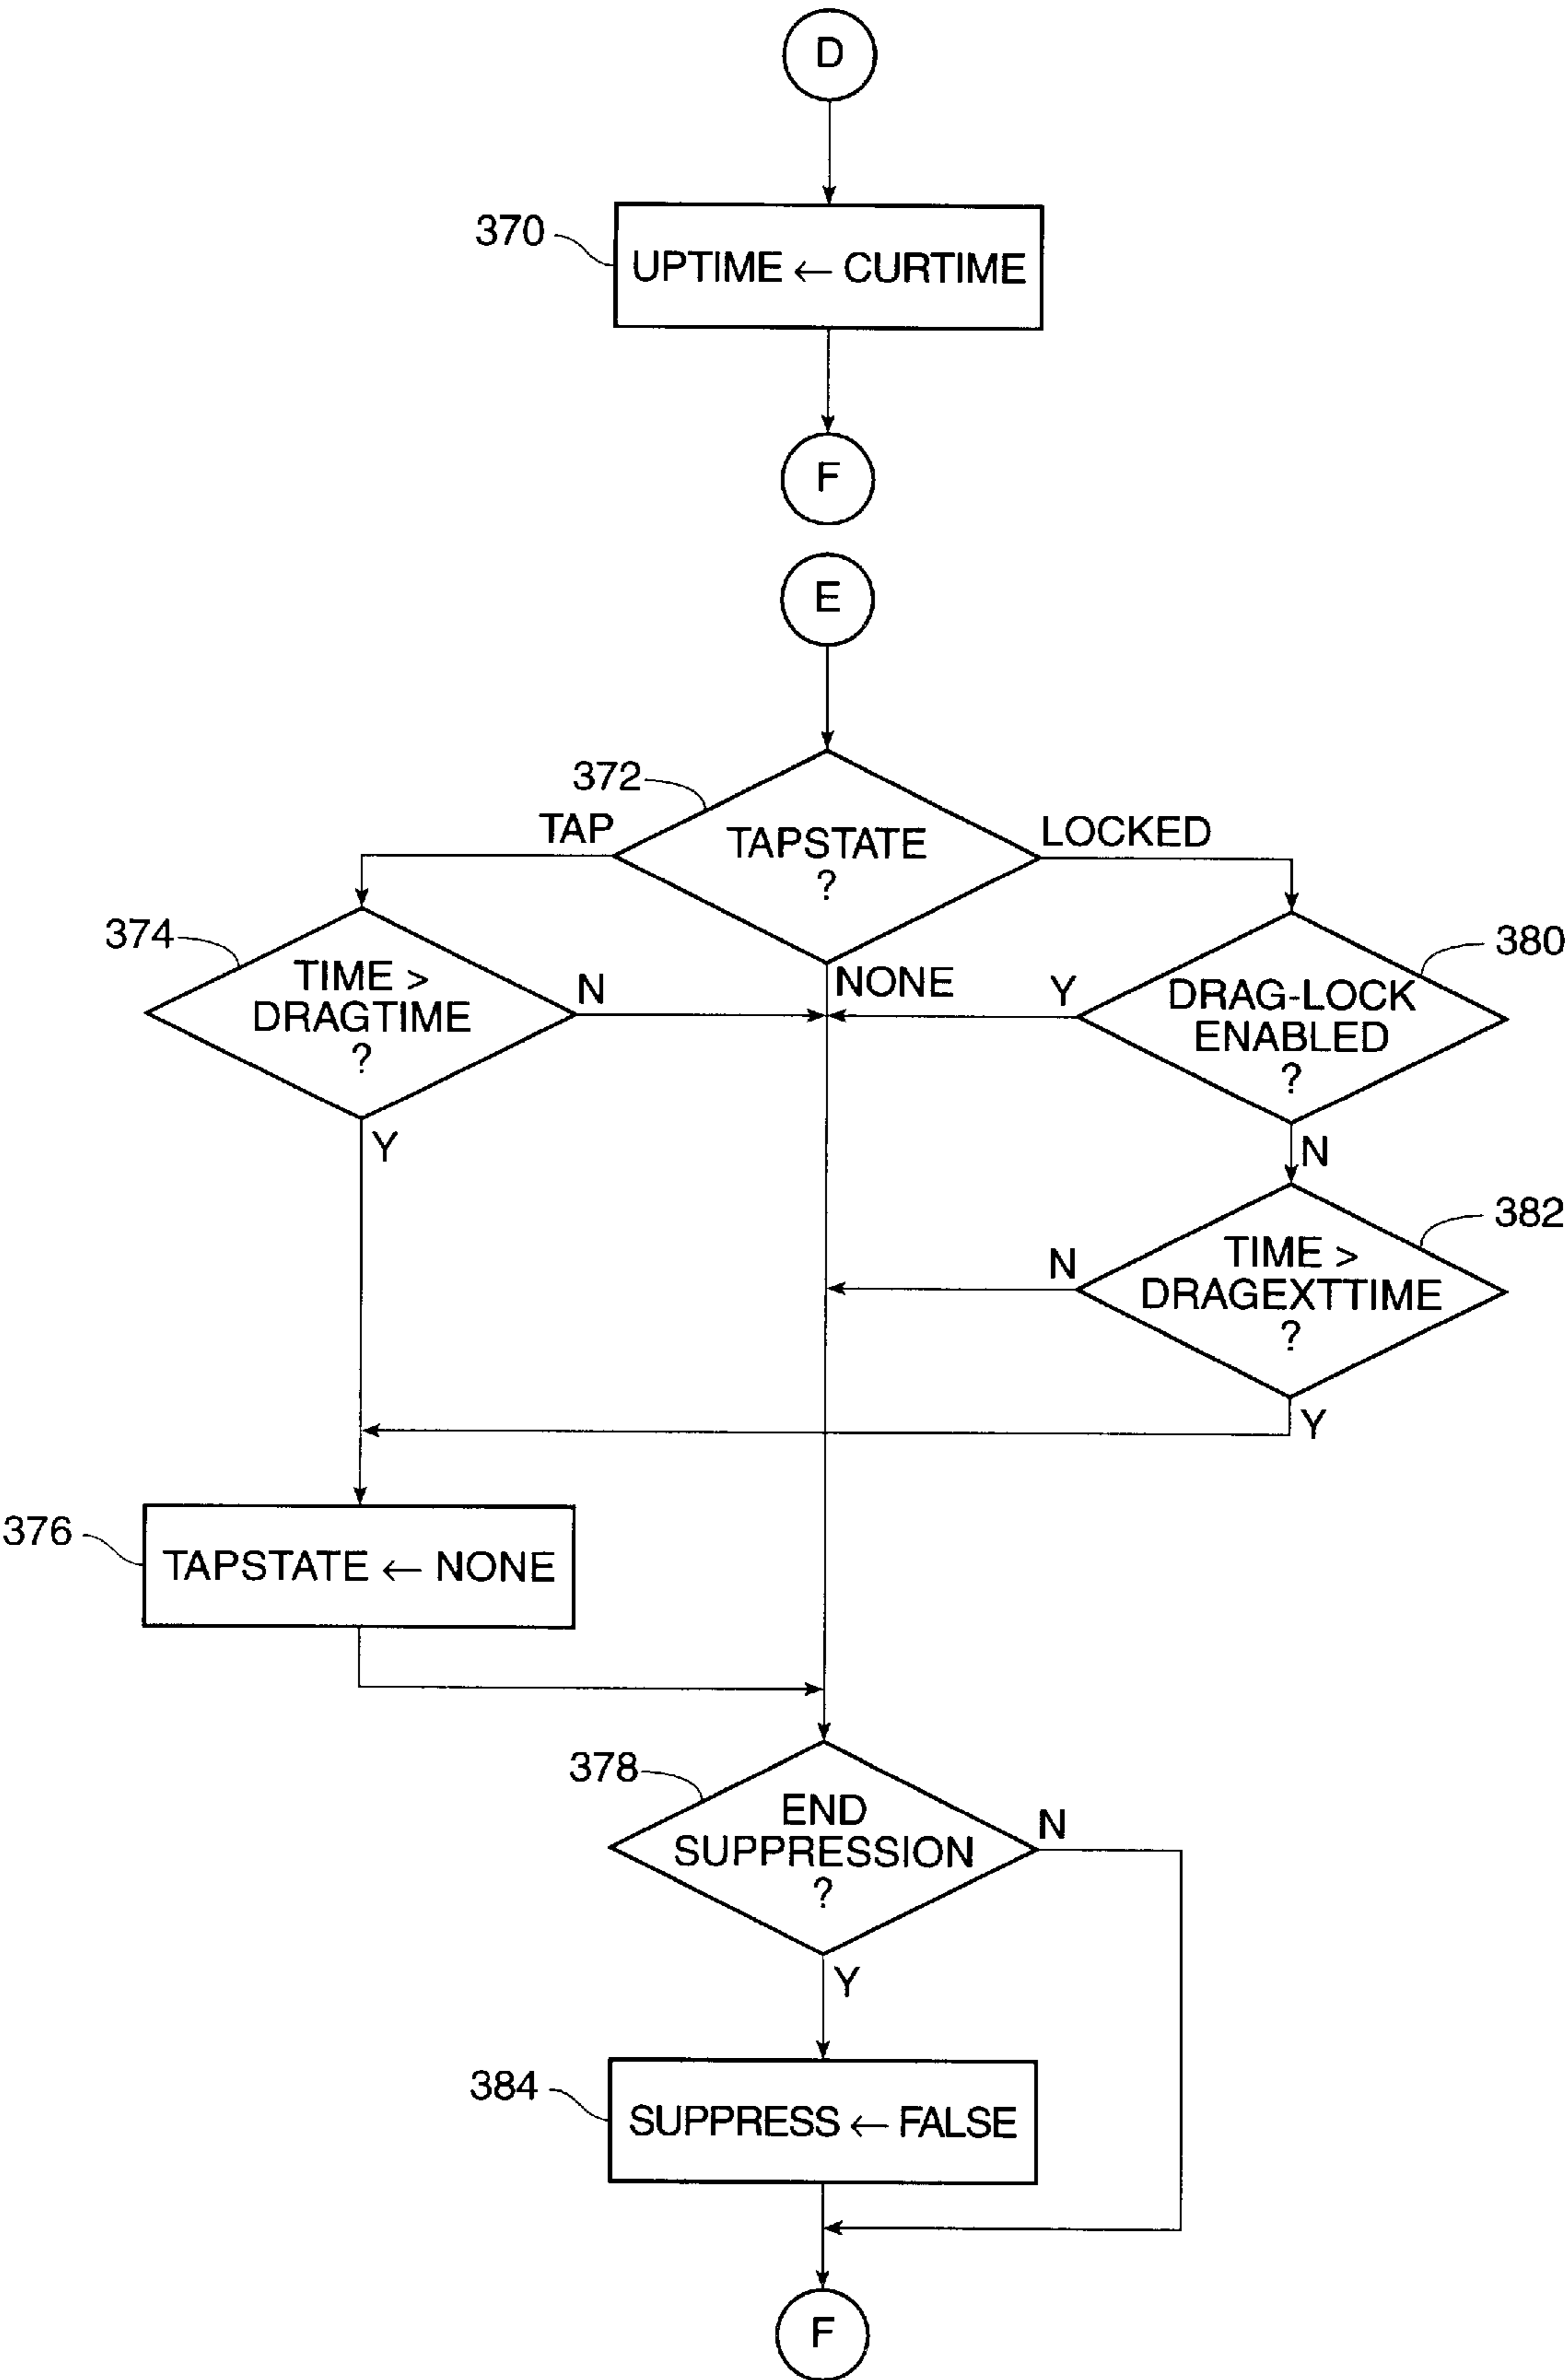 D
370
UPTIME ← CURTIME
F
E
372
TAP
TAPSTATE
?
LOCKED
374
TIME >
DRAGTIME
?
N
NONE
Y
DRAG-LOCK
ENABLED
?
380
Y
N
382
N
TIME >
DRAGEXTTIME
?
Y
376
TAPSTATE ← NONE
378
END
SUPPRESSION
?
N
Y
384
SUPPRESS ← FALSE
F